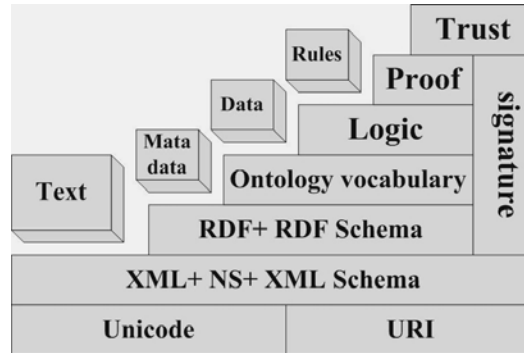 Trust
Rules
Proof
signature
Data
Logic
Mata
data
Text
Ontology vocabulary
RDF+ RDF Schema
XML+ NS+ XML Schema
Unicode
URI